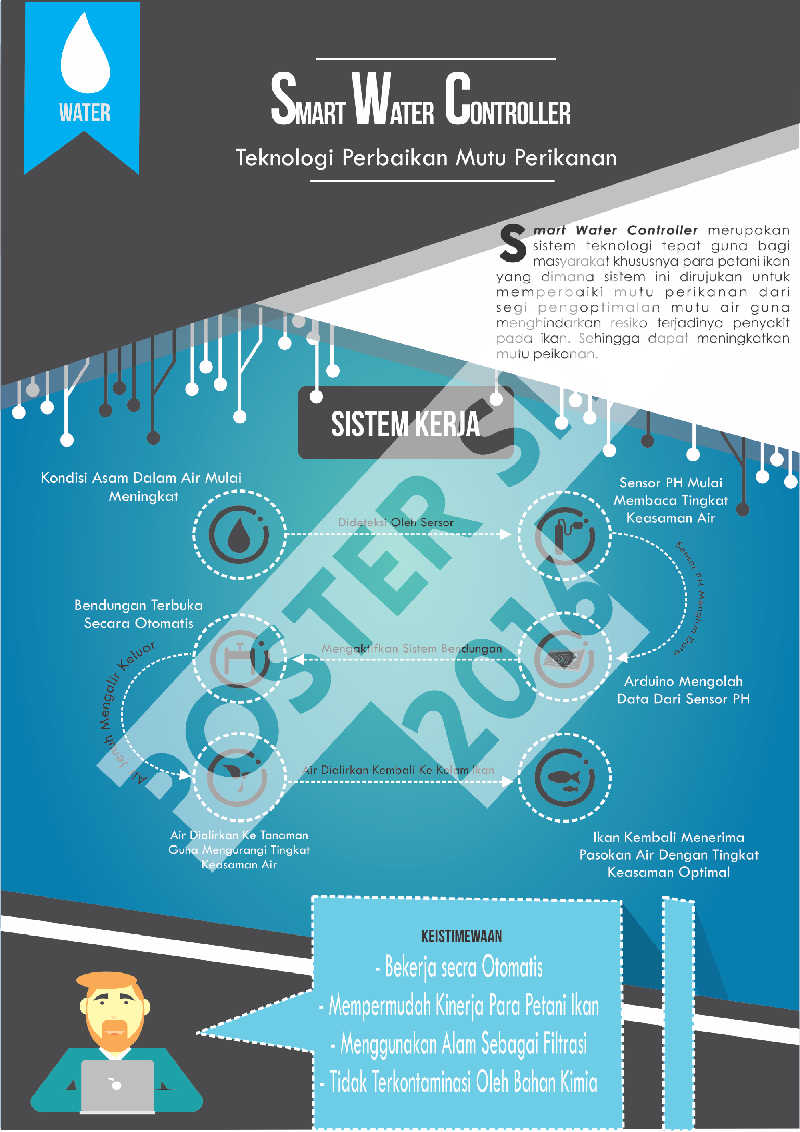 WATER
SMART WATER CONTROLLER
Teknologi Perbaikan Mutu Perikanan
Smart Water Controller merupakan
sistem teknologi tepat guna bagi
masyarakat khususnya para petani ikan
yang dimana sistem ini dirujukan untuk
memperbaiki mutu perikanan dari
segi pengoptimalan mutu air guna
menghindarkan resiko terjadinya penyakit
pada ikan. Sehingga dapat meningkatkan
mutu peikanan.
SISTEM KERJA
Kondisi Asam Dalam Air Mulai
Meningkat
Dideteksi Oleh Sersor
Sensor PH Mulai
Membaca Tingkat
Keasaman Air
Sensor PH Mengirim Data
Bendungan Terbuka
Secara Otomatis
Mengaktifkan Sistem Bendungan
Arduino Mengolah
Data Dari Sensor PH
Air Jenuh Mengalir Keluar
Air Dialirkan Kembali Ke Kolam Ikan
Air Dialirkan Ke Tanaman
Guna Mengurangi Tingkat
Keasaman Air
Ikan Kembali Menerima
Pasokan Air Dengan Tingkat
Keasaman Optimal
POSTER SI
2016
KEISTIMEWAAN
- Bekerja secra Otomatis
- Mempermudah Kinerja Para Petani Ikan
- Menggunakan Alam Sebagai Filtrasi
- Tidak Terkontaminasi Oleh Bahan Kimia